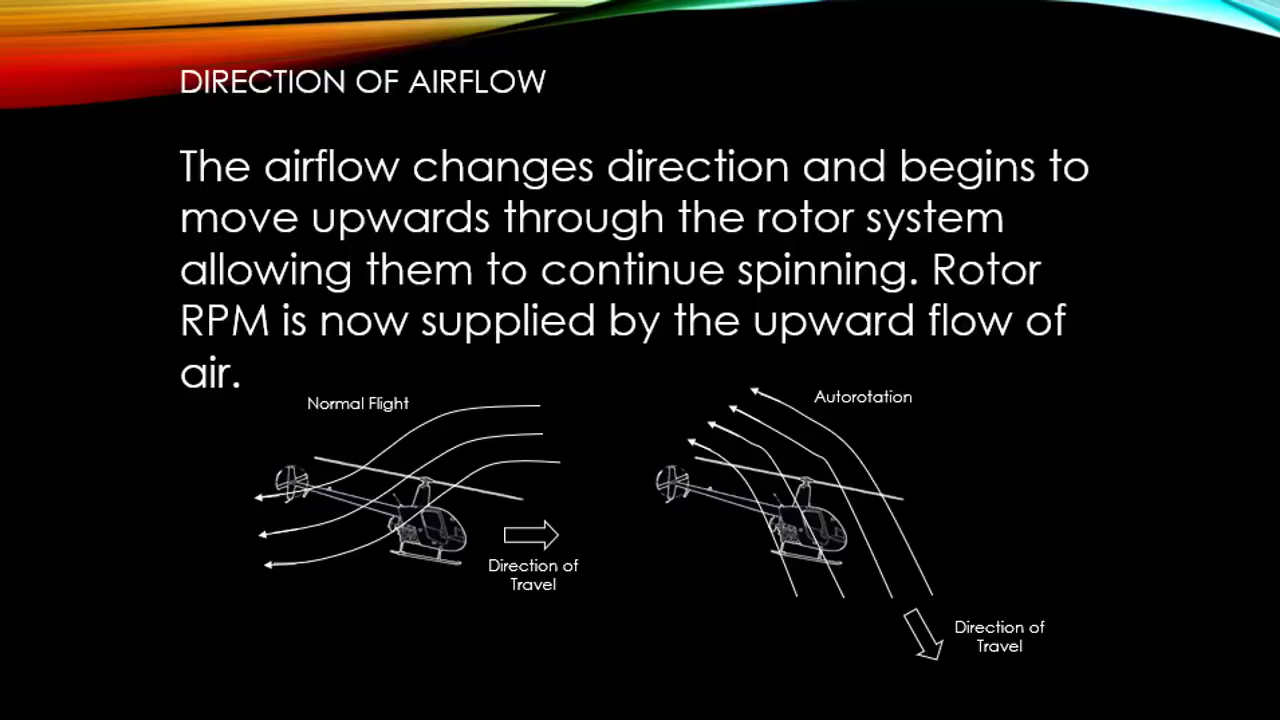 DIRECTION OF AIRFLOW
The airflow changes direction and begins to
move upwards through the rotor system
allowing them to continue spinning. Rotor
RPM is now supplied by the upward flow of
air.
Normal Flight
Autorotation
Direction of
Travel
Direction of
Travel